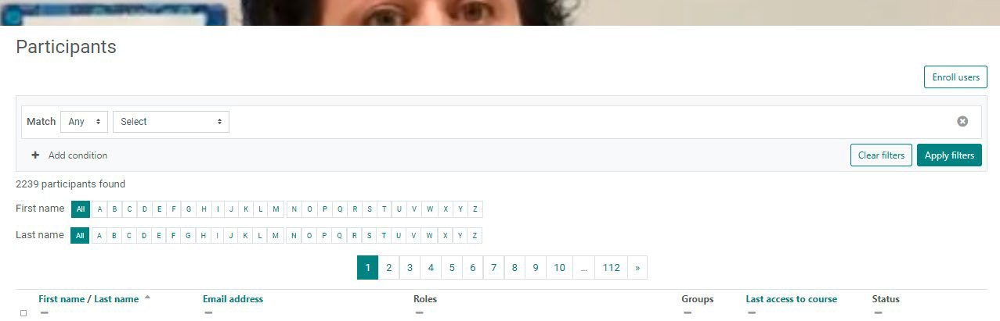 Participants
Enroll users
Match Any Select
Add condition
Clear filters Apply filters
2239 participants found
First name All A B C D E F G H I J K L M N O P Q R S T U V W X Y Z
Last name All A B C D E F G H I J K L M N O P Q R S T U V W X Y Z
1 2 3 4 5 6 7 8 9 10 ... 112 »
First name / Last name Email address Roles Groups Last access to course Status